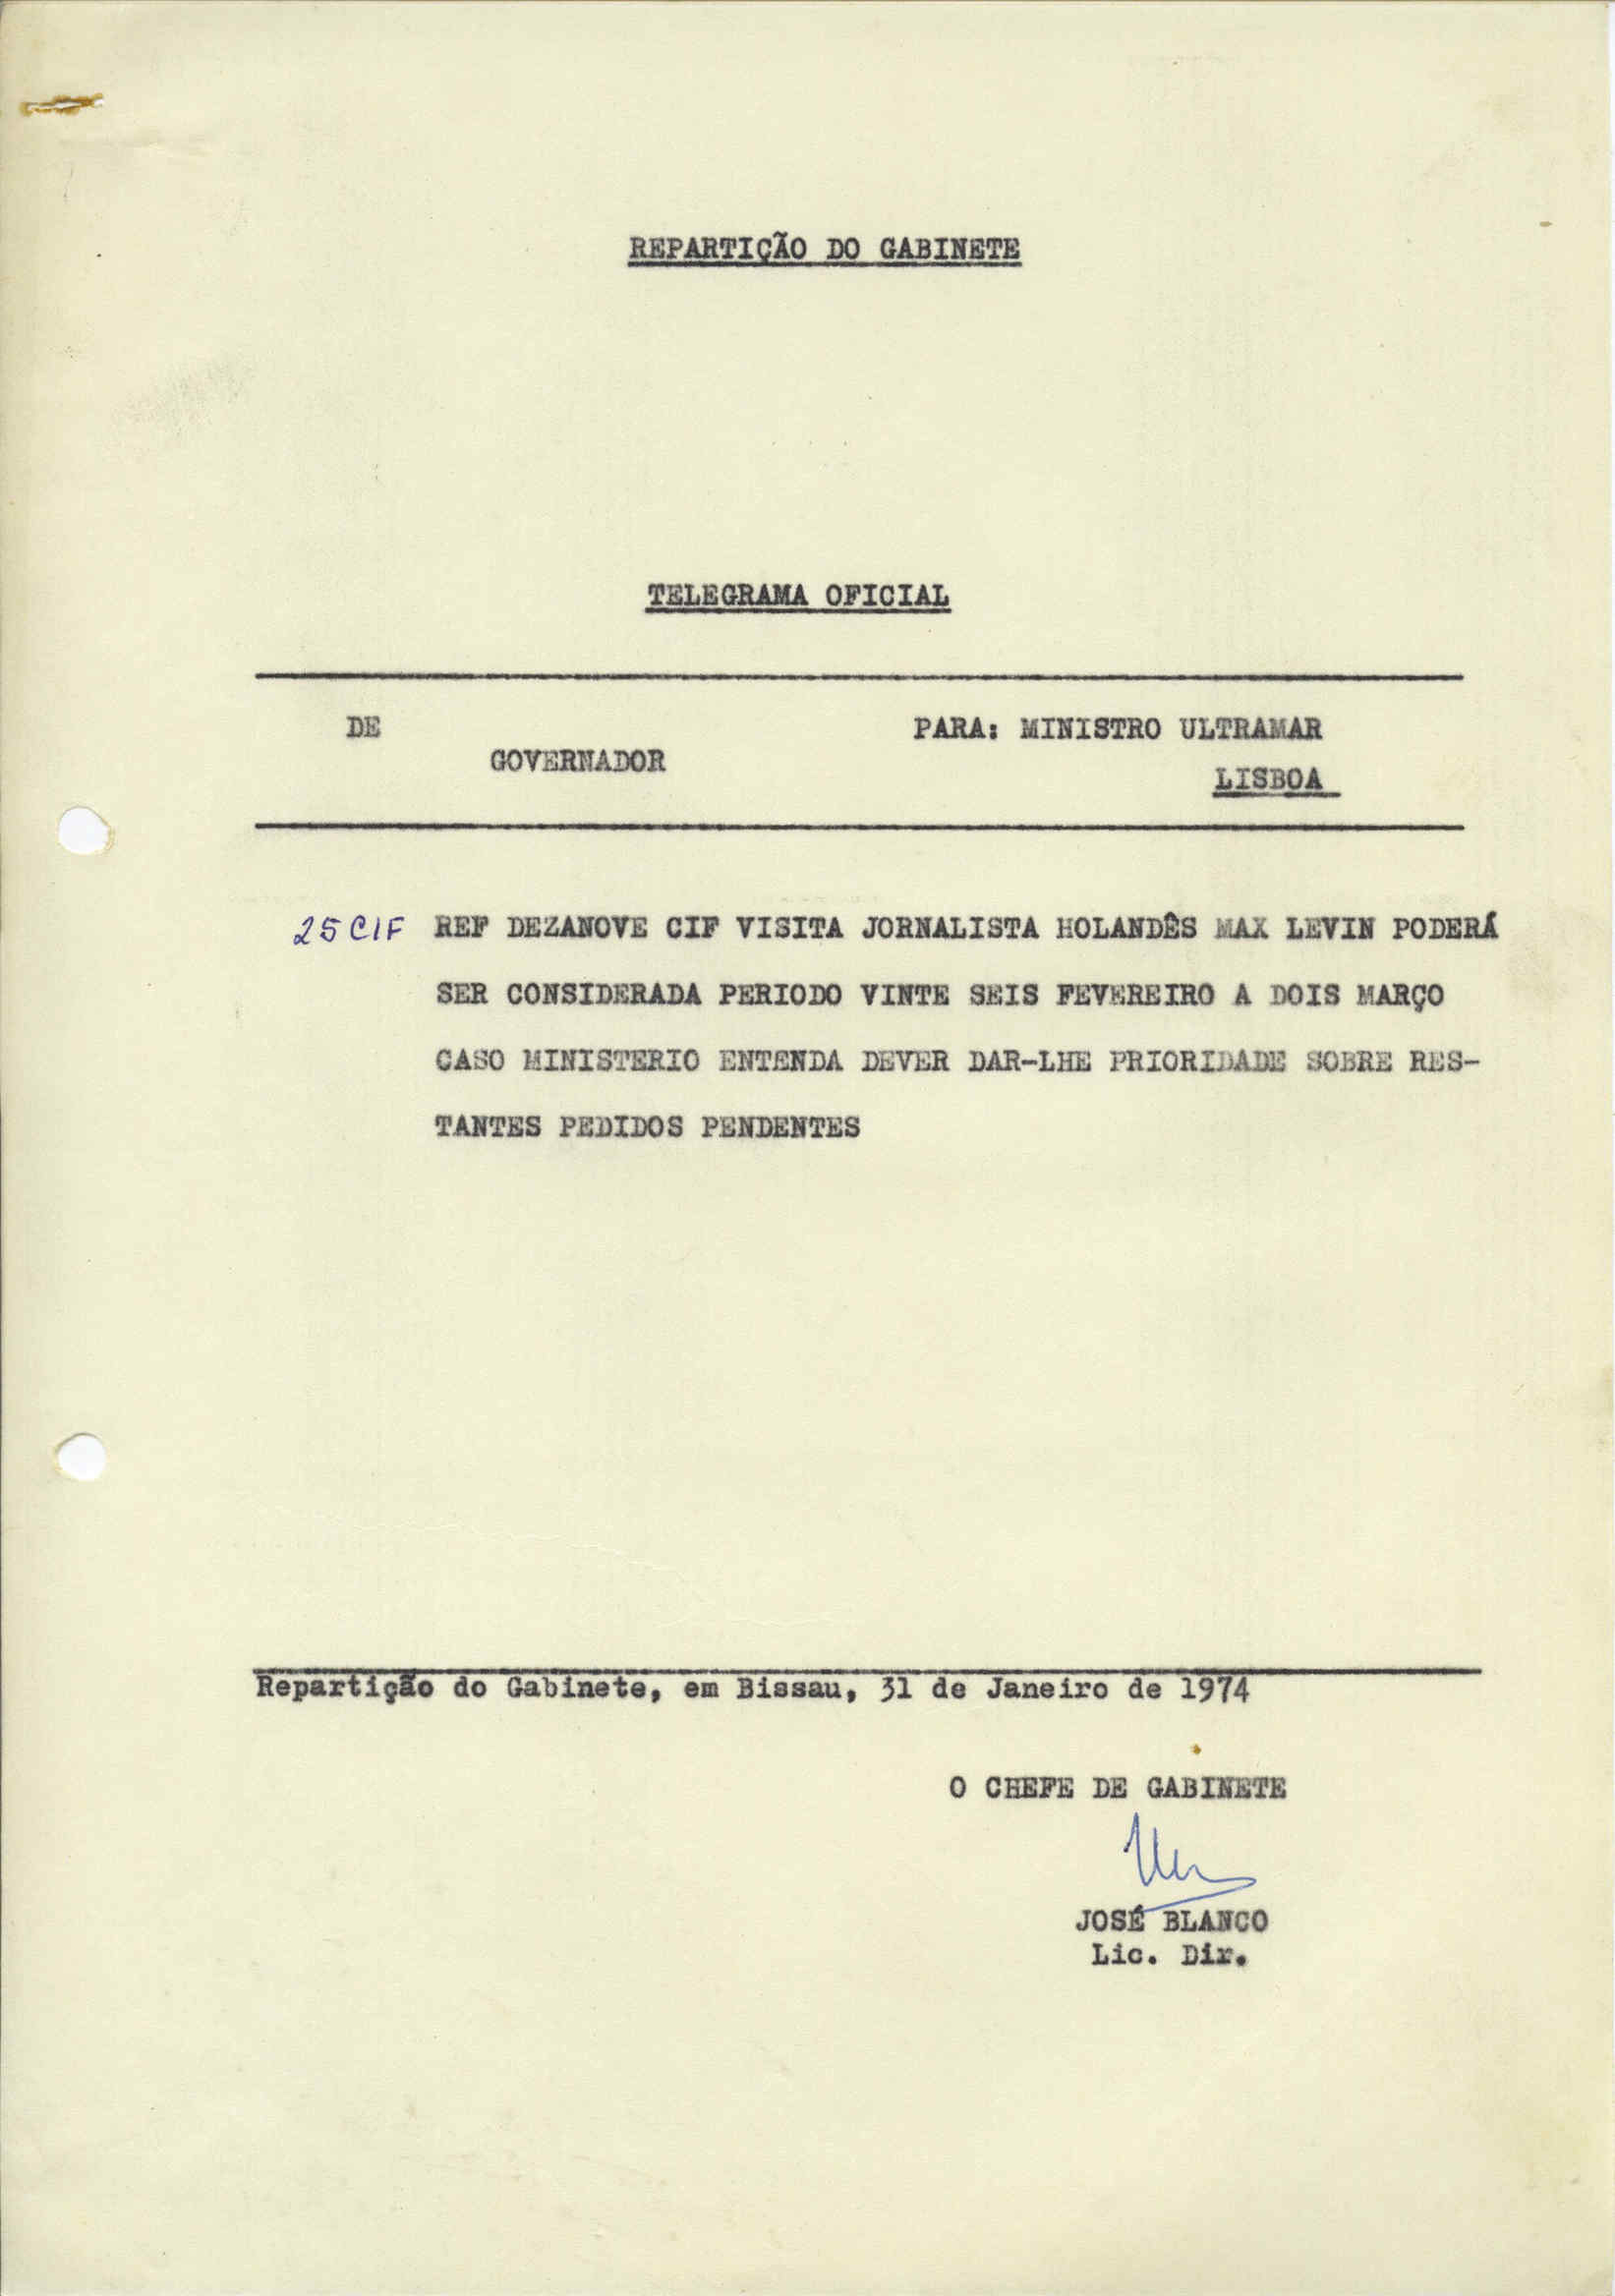 REPARTIÇÃO DO GABINETE
TELEGRAMA OFICIAL
DE PARA: MINISTRO ULTRAMAR
GOVERNADOR
LISBOA
25 CIF REF DEZANOVE CIF VISITA JORNALISTA HOLANDÊS MAX LEVIN PODERÁ
SER CONSIDERADA PERIODO VINTE SEIS FEVEREIRO A DOIS MARÇO
CASO MINISTERIO ENTENDA DEVER DAR-LHE PRIORIDADE SOBRE RES-
TANTES PEDIDOS PENDENTES
Repartição do Gabinete, em Bissau, 31 de Janeiro de 1974
O CHEFE DE GABINETE
JOSÉ BLANCO
Lic. Dir.